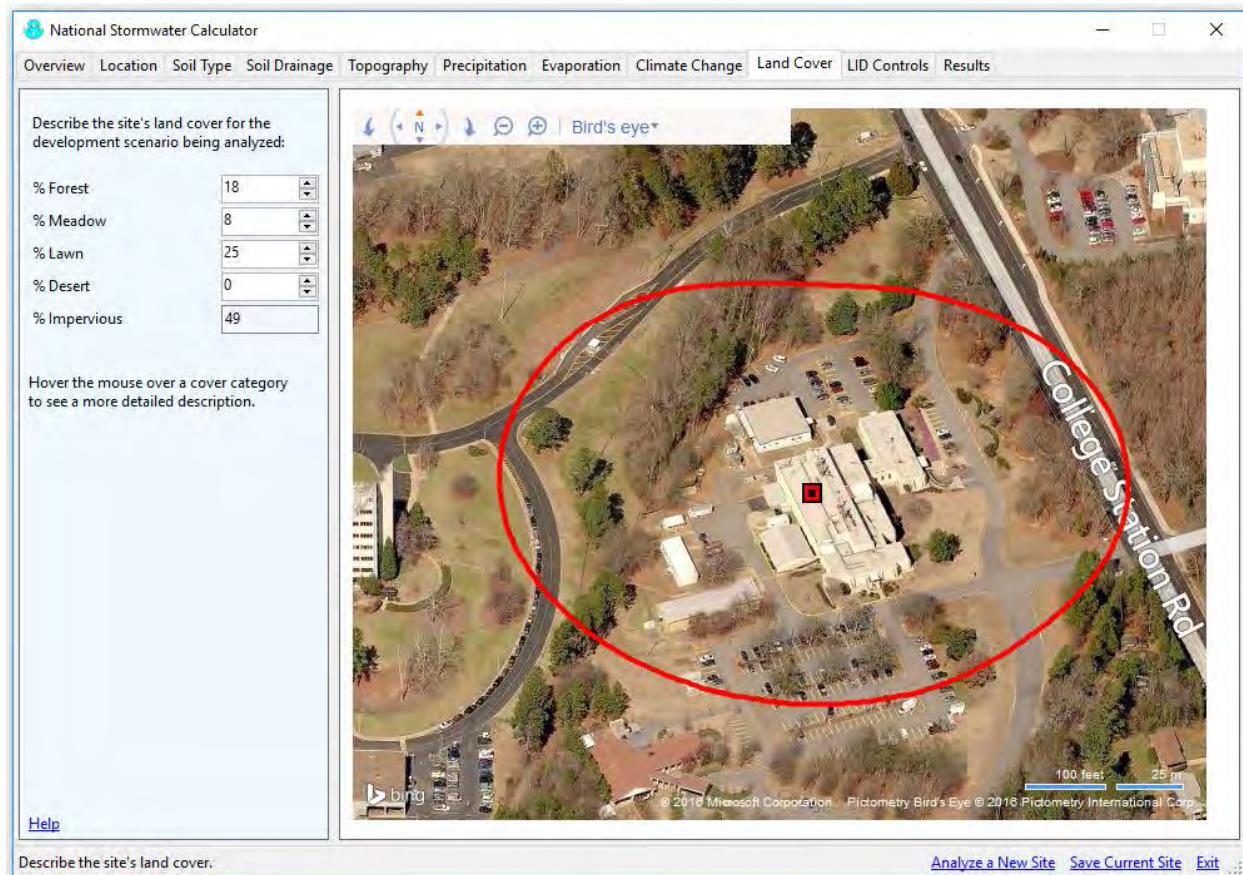 National Stormwater Calculator
Overview Location Soil Type Soil Drainage Topography Precipitation Evaporation Climate Change Land Cover LID Controls Results
Describe the site's land cover for the
development scenario being analyzed:
% Forest 18
% Meadow 8
% Lawn 25
% Desert 0
% Impervious 49
Hover the mouse over a cover category
to see a more detailed description.
Help
N Bird's eye
College Station Rd
100 feet 25 m
bing
© 2016 Microsoft Corporation Pictometry Bird's Eye © 2016 Pictometry International Corp
Describe the site's land cover.
Analyze a New Site Save Current Site Exit